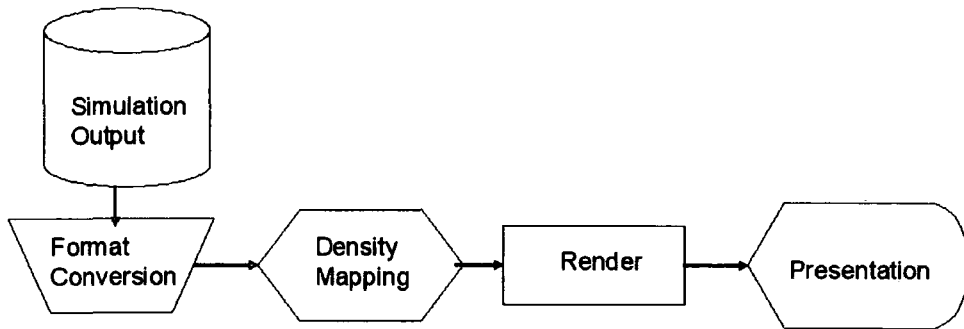 Simulation
Output
Format
Conversion
Density
Mapping
Render
Presentation